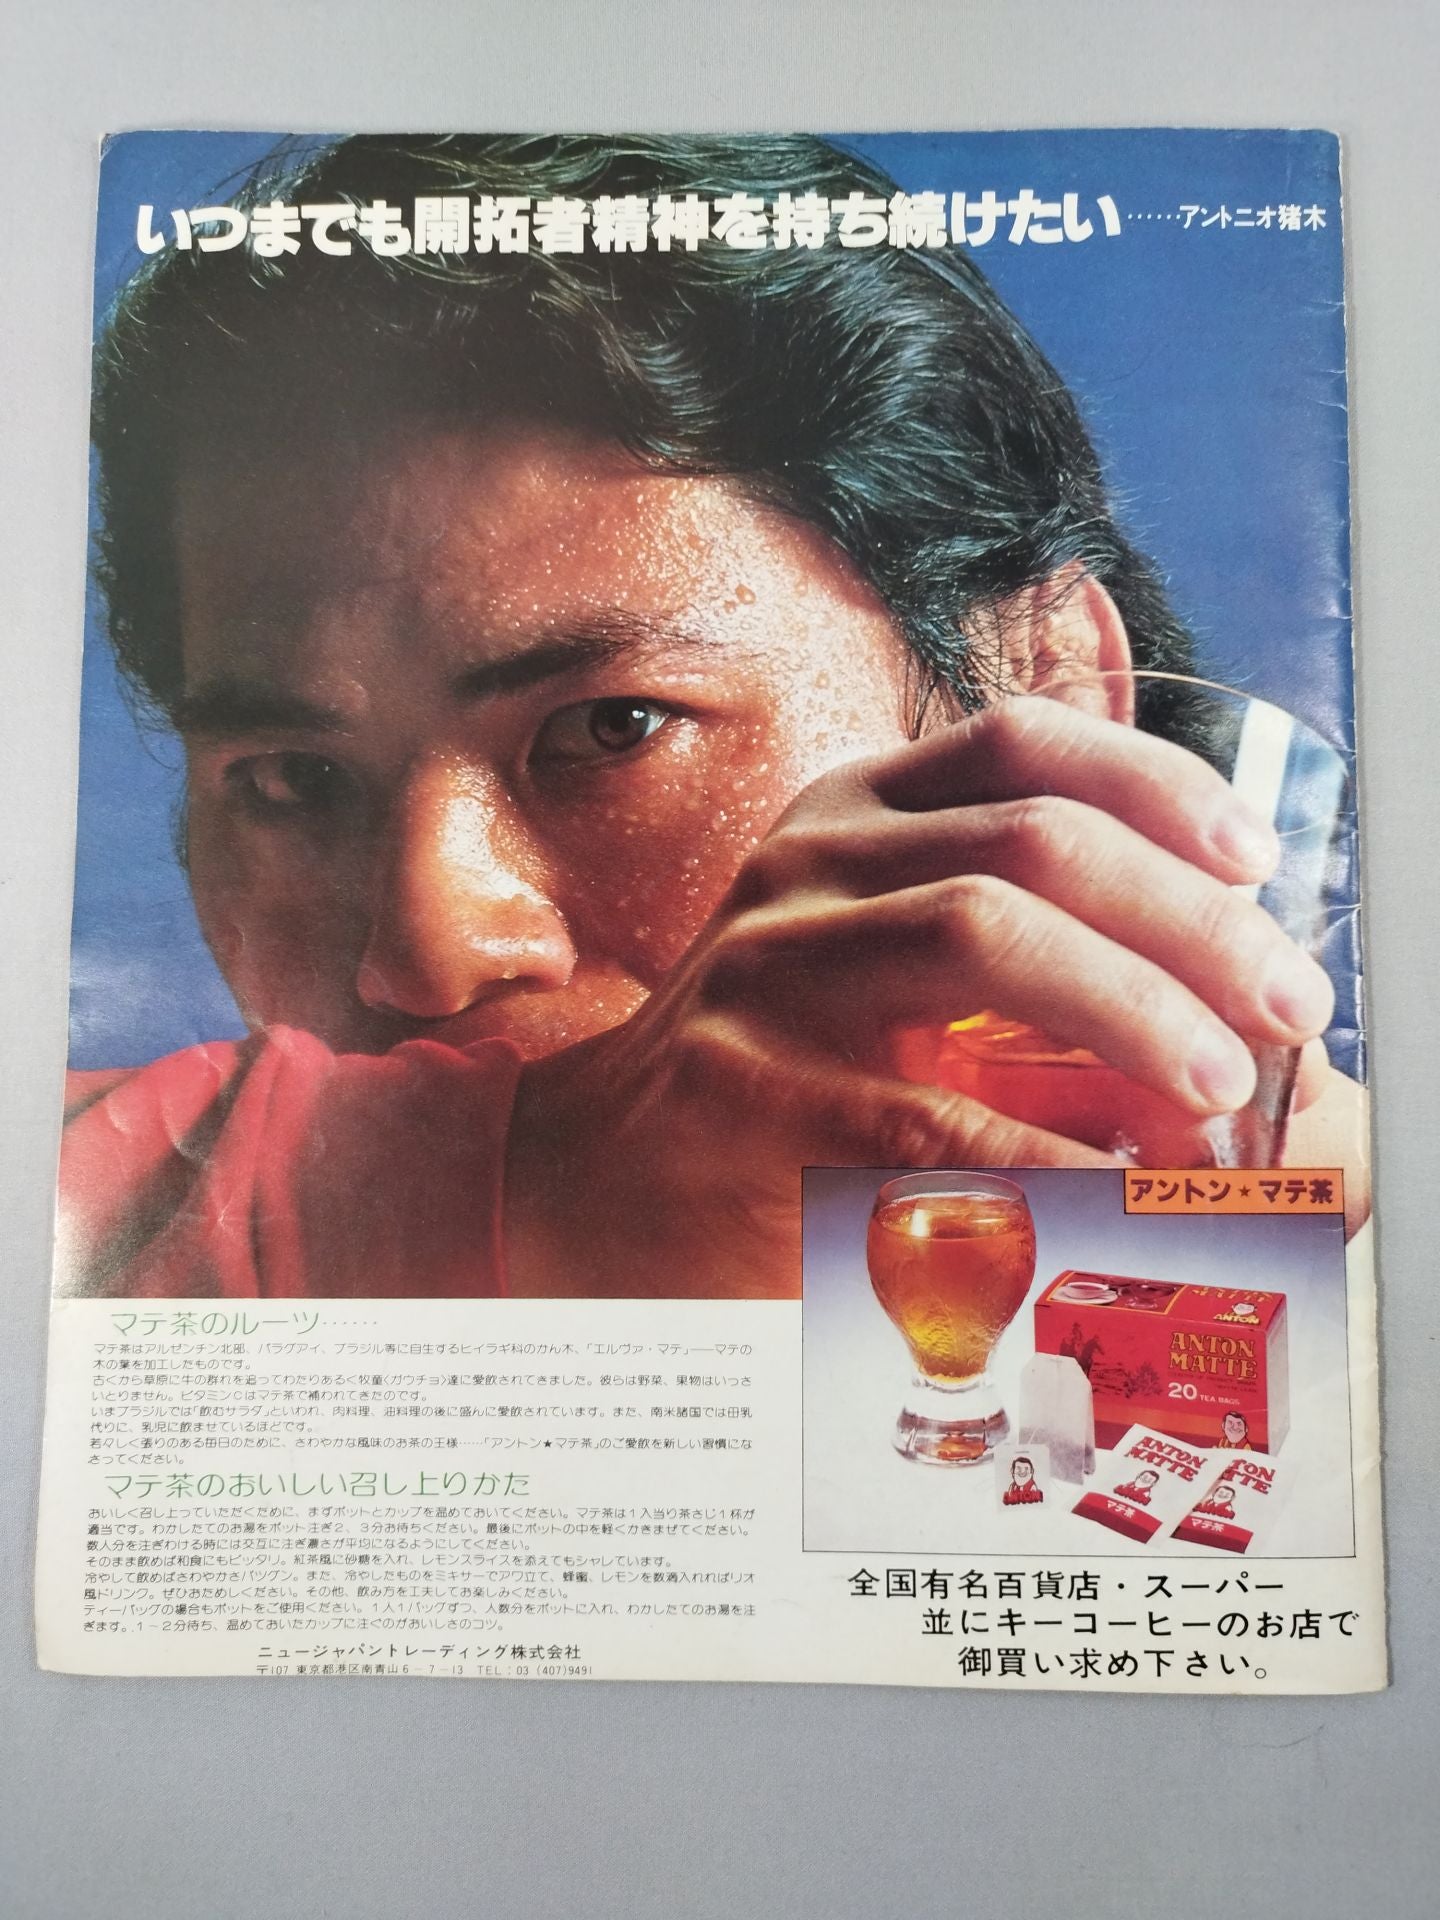 いつまでも開拓者精神を持ち続けたい……アントニオ猪木
アントン★マテ茶
ANTON
ANTON
MATTE
20 TEA BAGS
ANTON
ANTON
MATTE
マテ茶
マテ茶
マテ茶のルーツ……
マテ茶はアルゼンチン北部、パラグアイ、ブラジル等に自生するヒイラギ科のかん木、「エルヴァ・マテ」──マテの
木の葉を加工したものです。
古くから草原に牛の群れを追ってわたりあるく牧童〈ガウチョ〉達に愛飲されてきました。彼らは野菜、果物はいっさ
いとりません。ビタミンCはマテ茶で補われてきたのです。
いまブラジルでは「飲むサラダ」といわれ、肉料理、油料理の後に盛んに愛飲されています。また、南米諸国では母乳
代りに、乳児に飲ませているほどです。
若々しく張りのある毎日のために、さわやかな風味のお茶の王様……「アントン★マテ茶」のご愛飲を新しい習慣にな
さってください。
マテ茶のおいしい召し上りかた
おいしく召し上っていただくために、まずポットとカップを温めておいてください。マテ茶は1人当り茶さじ1杯が
適当です。わかしたてのお湯をポット注ぎ2、3分お待ちください。最後にポットの中を軽くかきまぜてください。
数人分を注ぎわける時には交互に注ぎ濃さが平均になるようにしてください。
そのまま飲めば和食にもピッタリ。紅茶風に砂糖を入れ、レモンスライスを添えてもシャレています。
冷やして飲めばさわやかさバツグン。また、冷やしたものをミキサーでアワ立て、蜂蜜、レモンを数滴入れればリオ
風ドリンク。ぜひおためしください。その他、飲み方を工夫してお楽しみください。
ティーバッグの場合もポットをご使用ください。1人1バッグずつ、人数分をポットに入れ、わかしたてのお湯を注
ぎます。.1～2分待ち、温めておいたカップに注ぐのがおいしさのコツ。
ニュージャパントレーディング株式会社
〒107 東京都港区南青山6－7－13 TEL：03 (407)9491
全国有名百貨店・スーパー
並にキーコーヒーのお店で
御買い求め下さい。